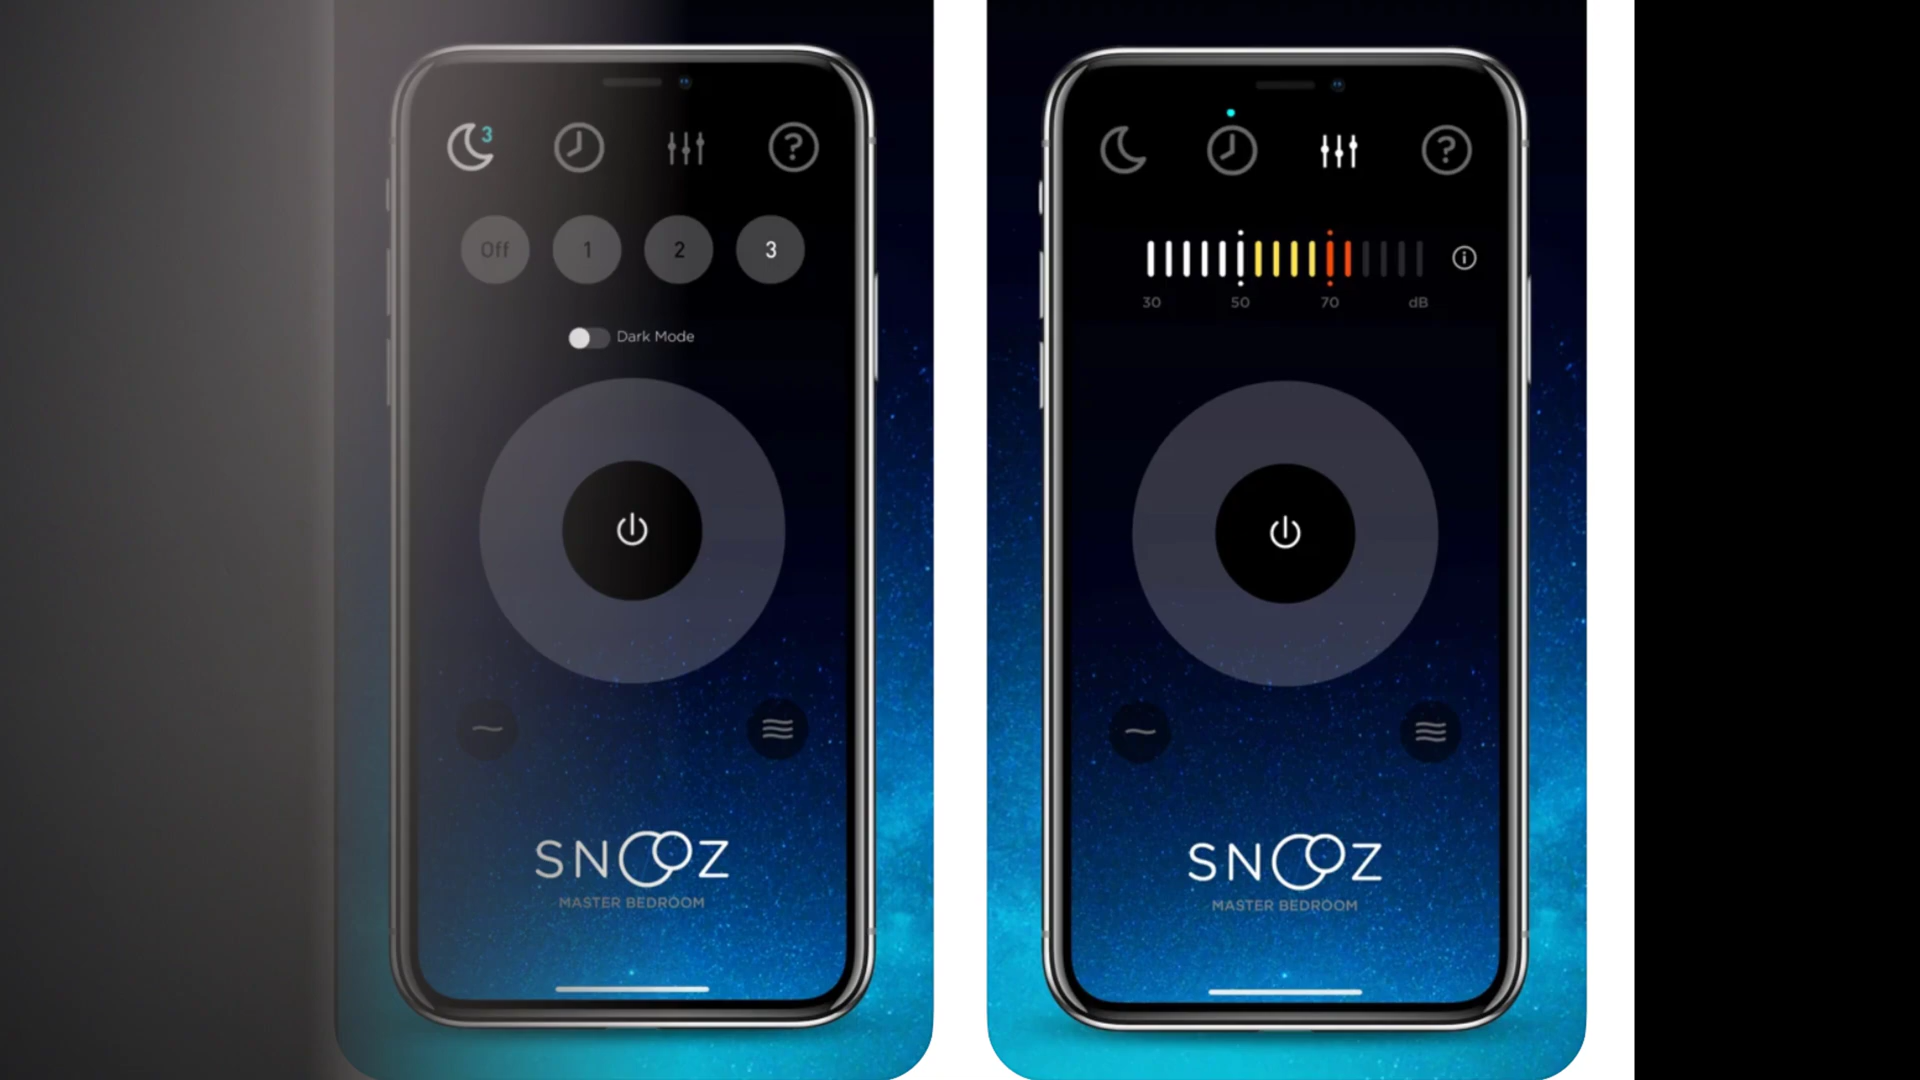 3
Off 1 2 3
Dark Mode
SNOOZ
MASTER BEDROOM
30 50 70 dB
SNOOZ
MASTER BEDROOM